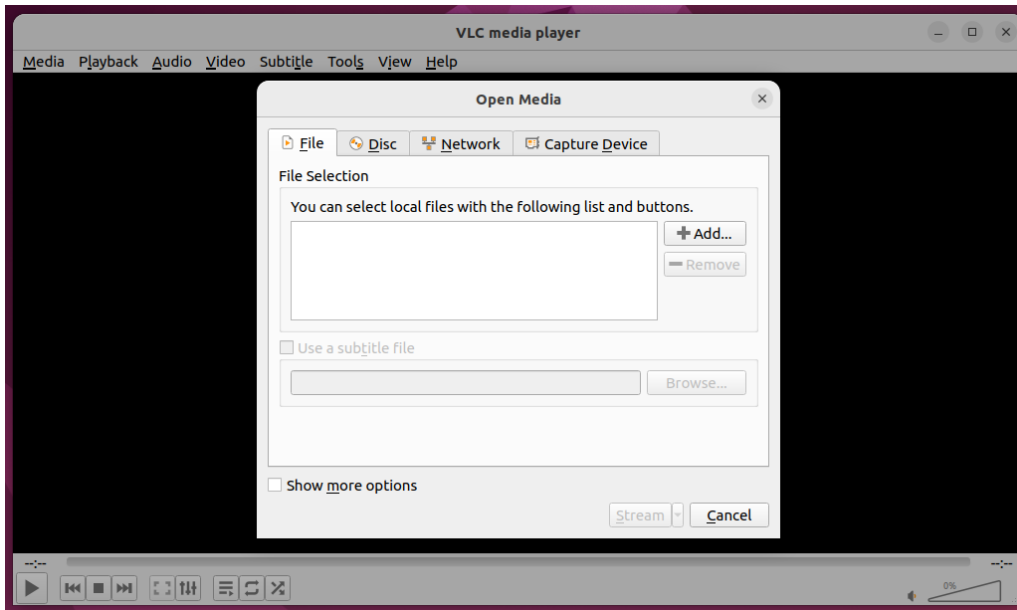 VLC media player
Media Playback Audio Video Subtitle Tools View Help
Open Media
File Disc Network Capture Device
File Selection
You can select local files with the following list and buttons.
Add...
Remove
Use a subtitle file
Browse...
Show more options
Stream Cancel
--:-- --:--
0%